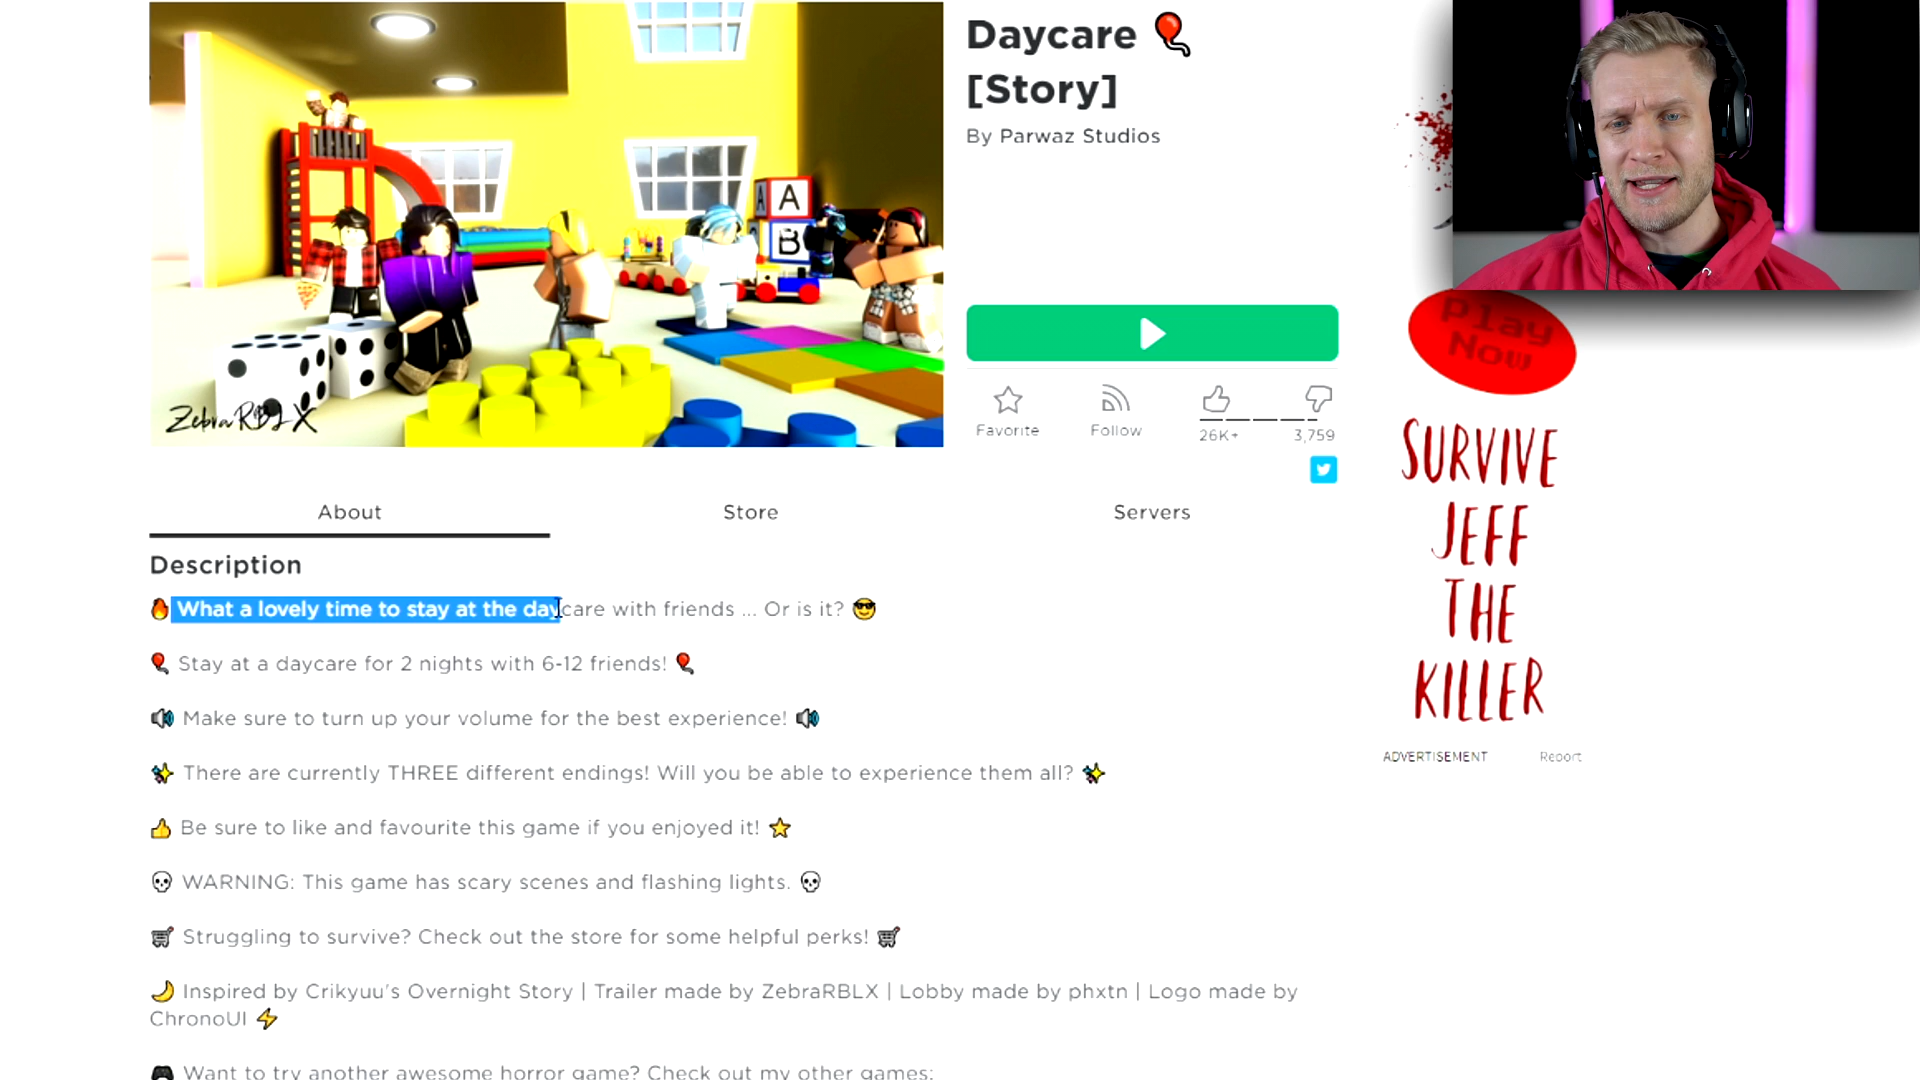 Daycare 🎈
[Story]
By Parwaz Studios
A
A
B
ZebraRBLX
Favorite
Follow
26K+
3,759
About
Store
Servers
Description
🔥 What a lovely time to stay at the daycare with friends ... Or is it? 😎
🎈 Stay at a daycare for 2 nights with 6-12 friends! 🎈
🔊 Make sure to turn up your volume for the best experience! 🔊
✨ There are currently THREE different endings! Will you be able to experience them all? ✨
👍 Be sure to like and favourite this game if you enjoyed it! ⭐
💀 WARNING: This game has scary scenes and flashing lights. 💀
🛒 Struggling to survive? Check out the store for some helpful perks! 🛒
🌙 Inspired by Crikyuu's Overnight Story | Trailer made by ZebraRBLX | Lobby made by phxtn | Logo made by
ChronoUI ⚡
🎮 Want to try another awesome horror game? Check out my other games:
Play
Now
SURVIVE
JEFF
THE
KILLER
ADVERTISEMENT
Report